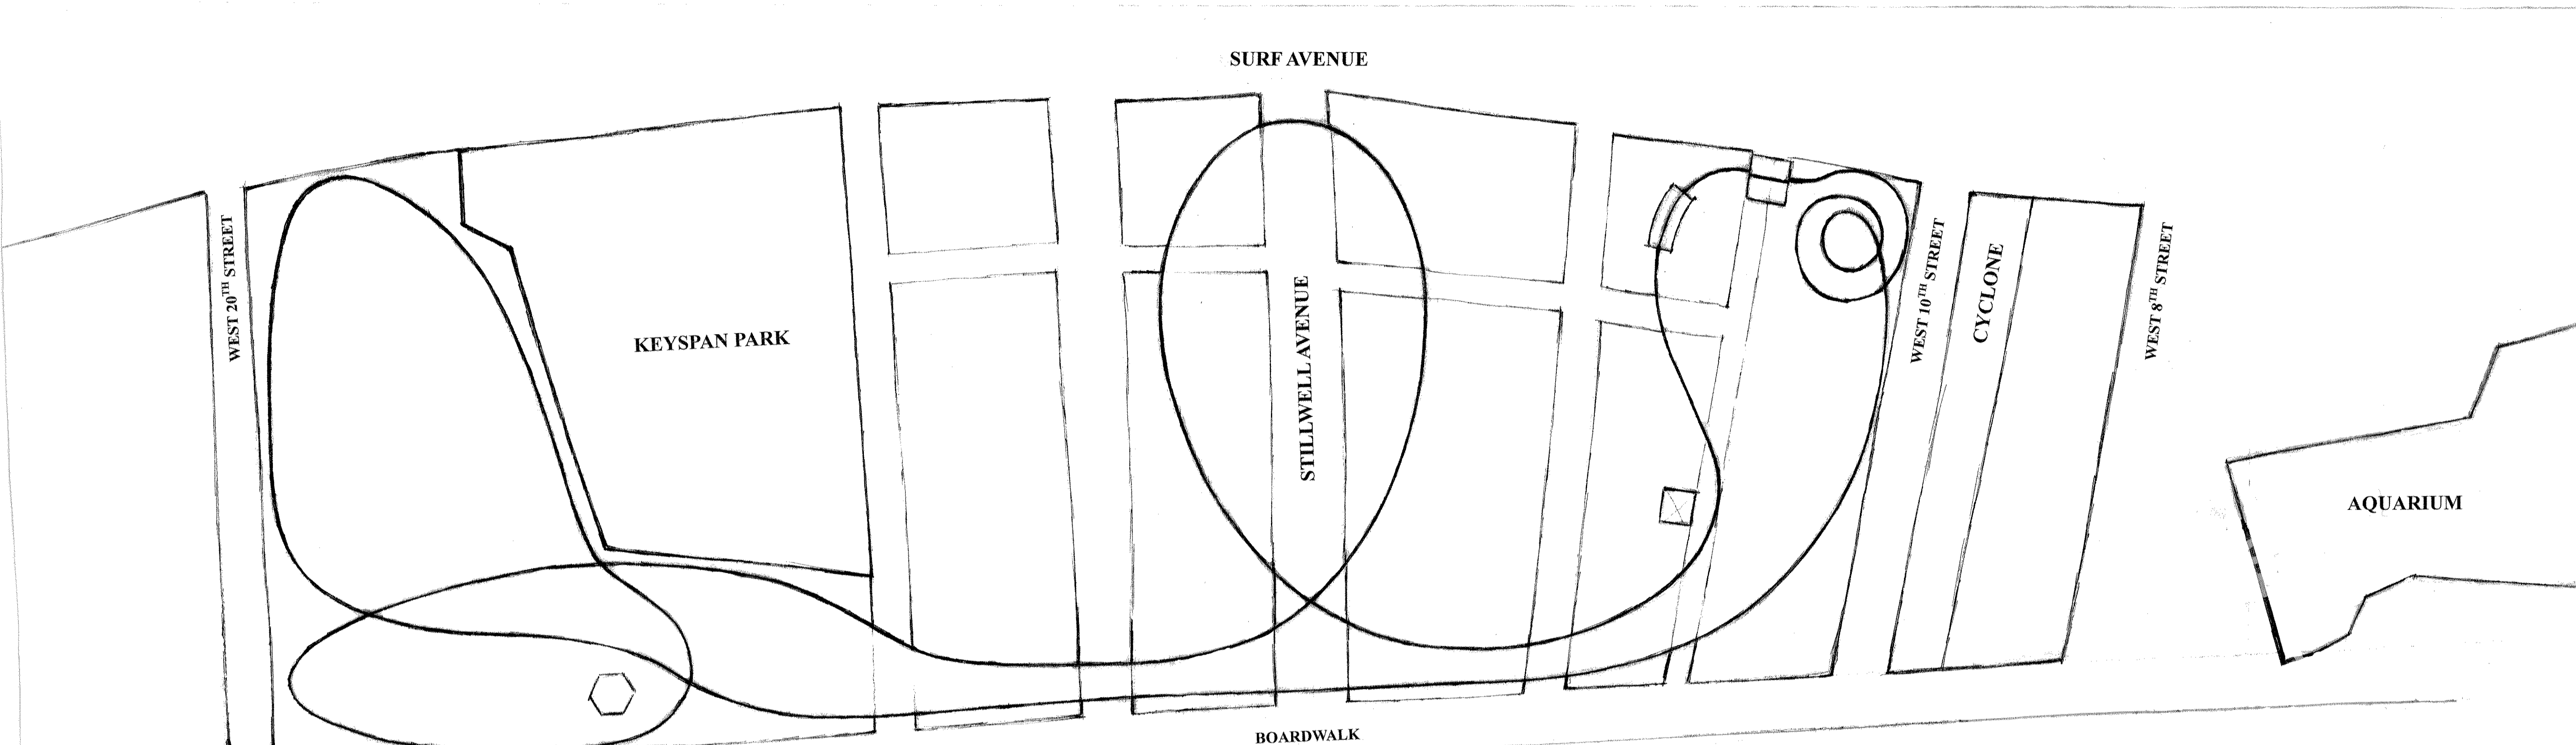 SURF AVENUE
WEST 20TH STREET
KEYSPAN PARK
STILLWELL AVENUE
WEST 10TH STREET
CYCLONE
WEST 8TH STREET
AQUARIUM
BOARDWALK